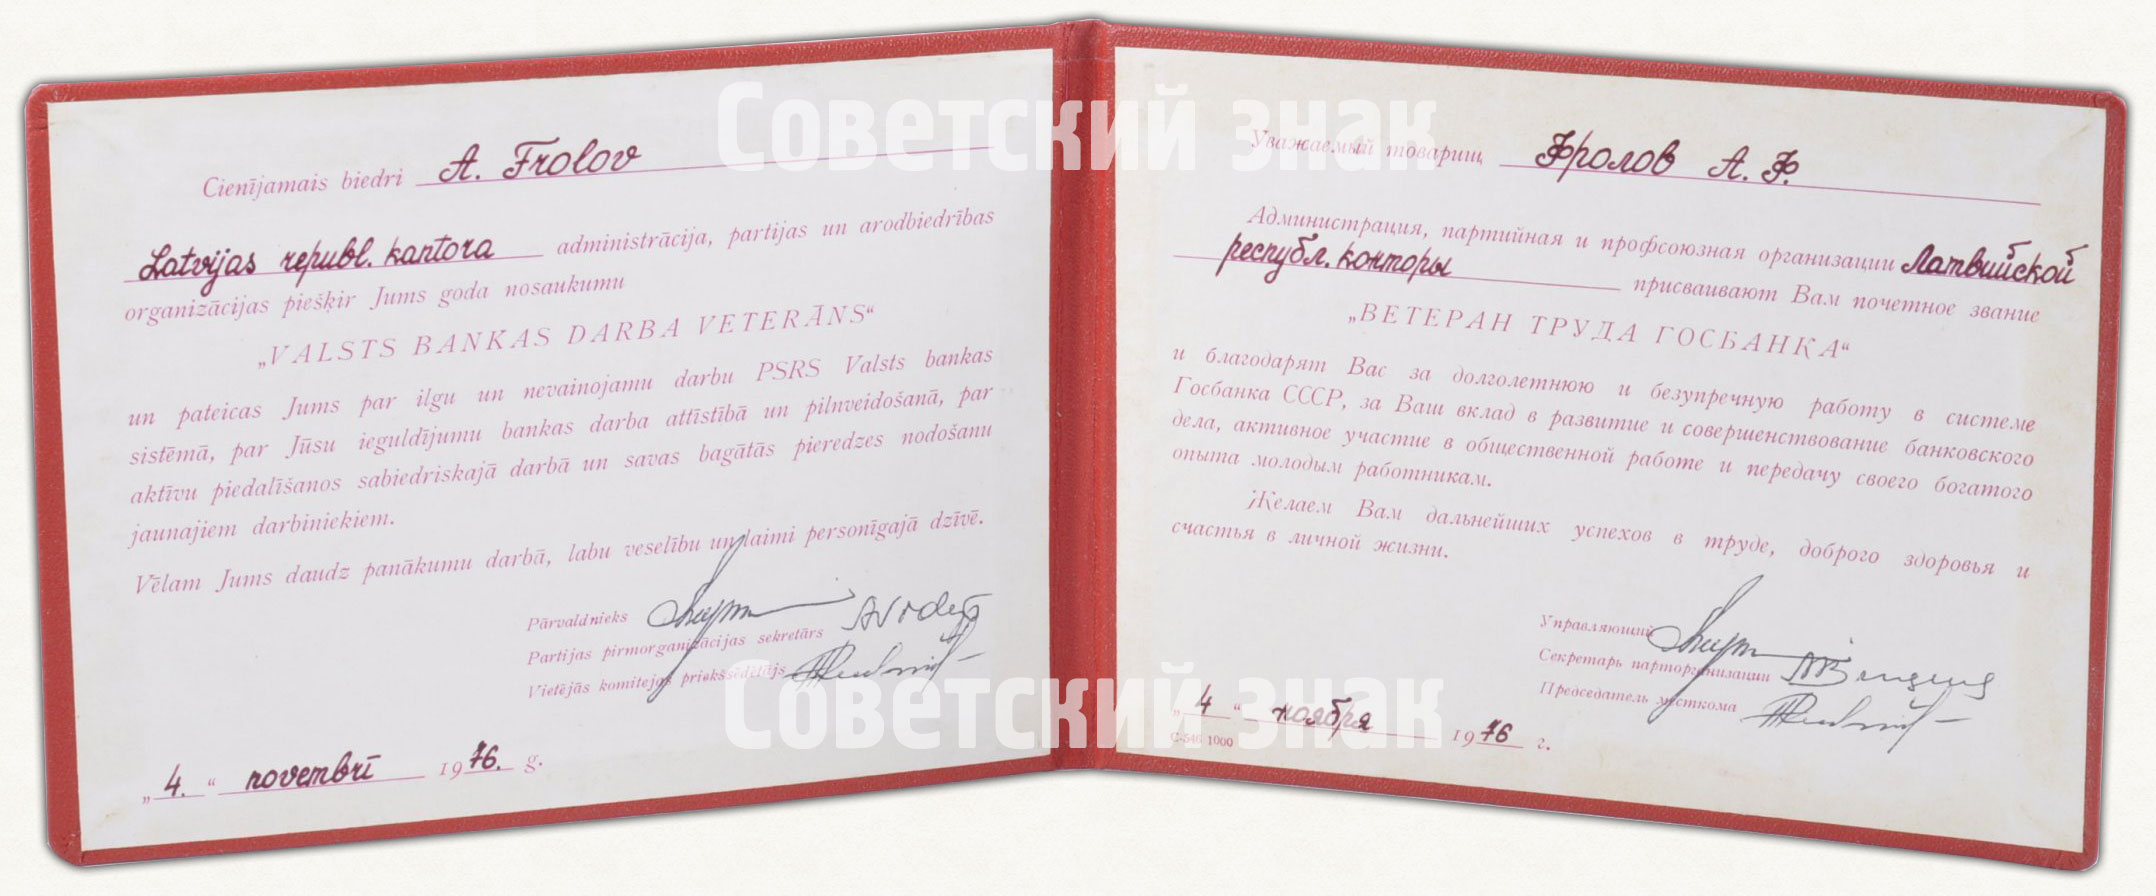 Советский знак
Cienījamais biedri A. Frolov
Latvijas republ. kantora administrācija, partijas un arodbiedrības
organizācijas piešķir Jums goda nosaukumu
„VALSTS BANKAS DARBA VETERĀNS“
un pateicas Jums par ilgu un nevainojamu darbu PSRS Valsts bankas
sistēmā, par Jūsu ieguldījumu bankas darba attīstībā un pilnveidošanā, par
aktīvu piedalīšanos sabiedriskajā darbā un savas bagātās pieredzes nodošanu
jaunajiem darbiniekiem.
Vēlam Jums daudz panākumu darbā, labu veselību un laimi personīgajā dzīvē.
Pārvaldnieks
Partijas pirmorganizācijas sekretārs
Vietējās komitejas priekšsēdētājs
„4.“ novembrī 1976. g.
Уважаемый товарищ Фролов А. Ф.
Администрация, партийная и профсоюзная организации Латвийской
республ. конторы присваивают Вам почетное звание
„ВЕТЕРАН ТРУДА ГОСБАНКА“
и благодарят Вас за долголетнюю и безупречную работу в системе
Госбанка СССР, за Ваш вклад в развитие и совершенствование банковского
дела, активное участие в общественной работе и передачу своего богатого
опыта молодым работникам.
Желаем Вам дальнейших успехов в труде, доброго здоровья и
счастья в личной жизни.
Управляющий
Секретарь парторганизации
Председатель месткома
„4“ ноября 1976 г.
С-546 1000
Советский знак